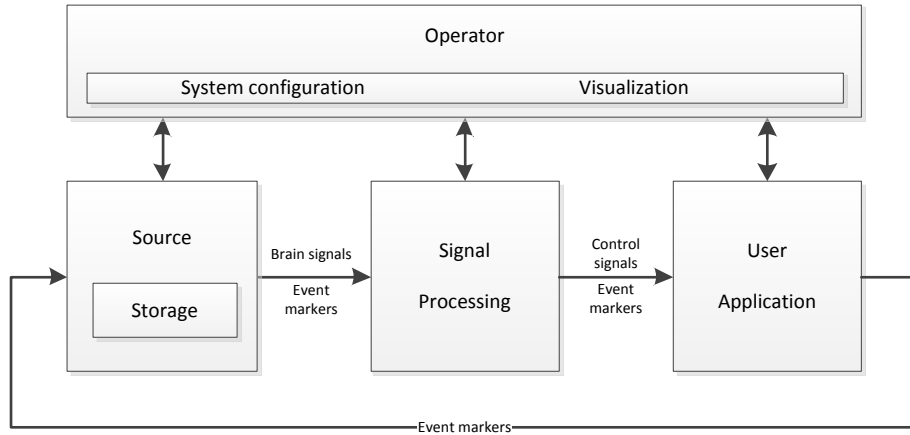 Operator
System configuration
Visualization
Source
Storage
Brain signals
Event
markers
Signal
Processing
Control
signals
Event
markers
User
Application
Event markers